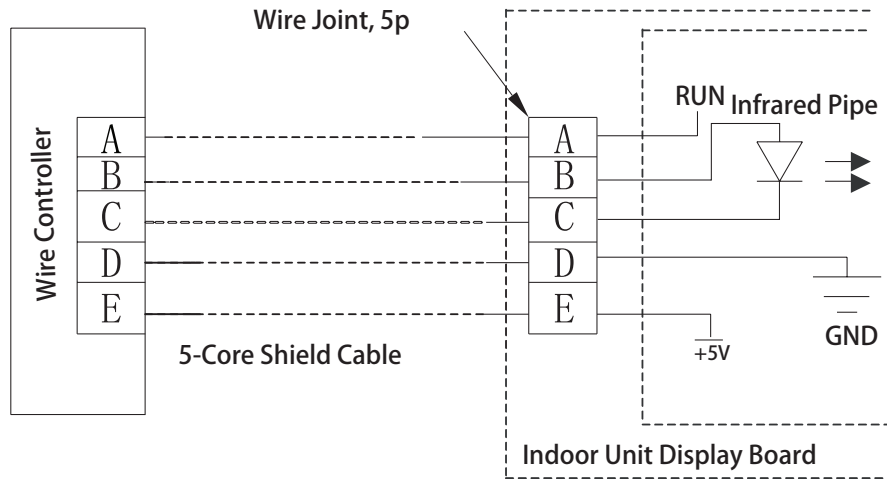 Wire Joint, 5p
RUN
Infrared Pipe
Wire Controller
A
B
C
D
E
A
B
C
D
E
+5V
GND
5-Core Shield Cable
Indoor Unit Display Board